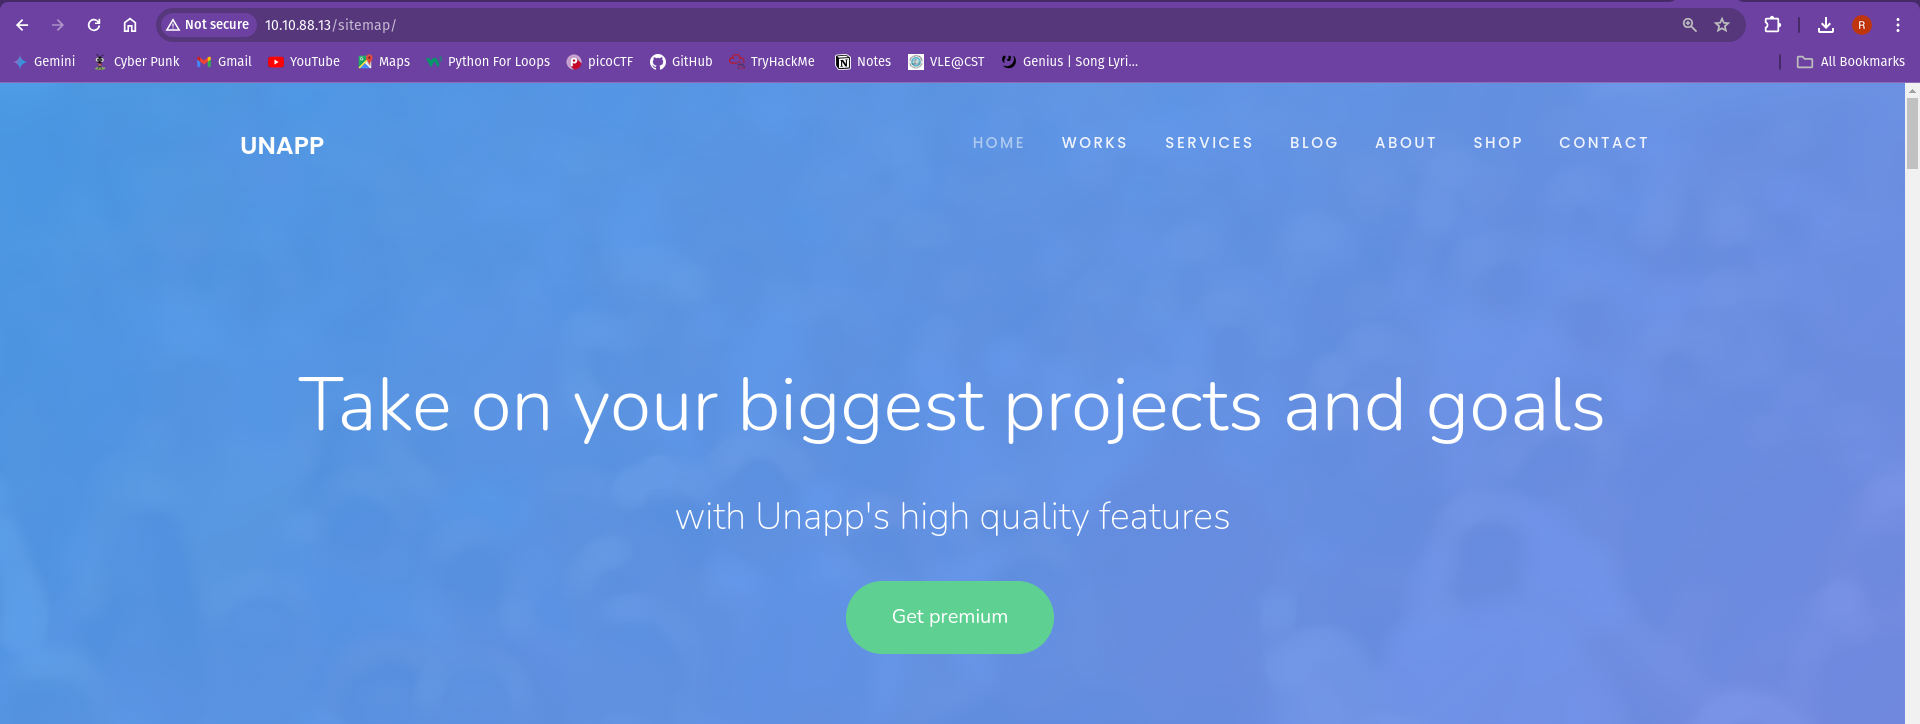 Not secure 10.10.88.13/sitemap/ R
Gemini Cyber Punk Gmail YouTube Maps Python For Loops picoCTF GitHub TryHackMe Notes VLE@CST Genius | Song Lyri... All Bookmarks
UNAPP HOME WORKS SERVICES BLOG ABOUT SHOP CONTACT
Take on your biggest projects and goals
with Unapp's high quality features
Get premium